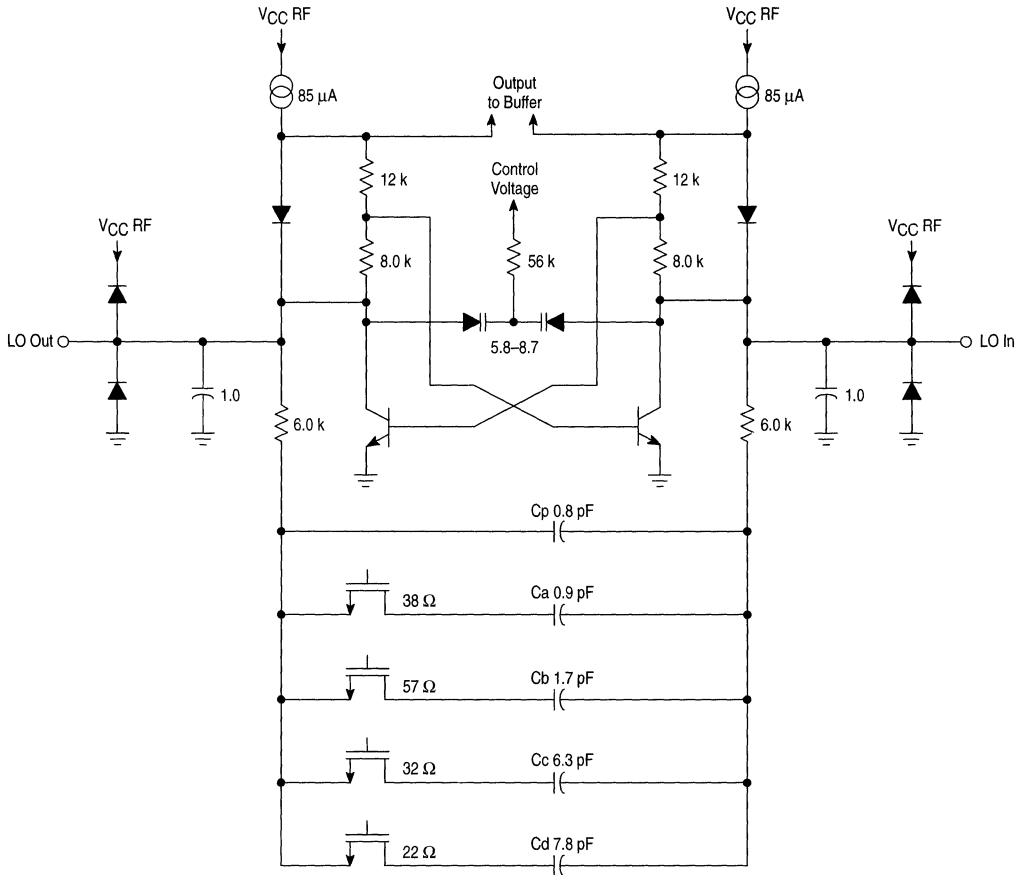 VCC RF
VCC RF
85 µA
85 µA
Output
to Buffer
12 k
Control
Voltage
12 k
VCC RF
8.0 k
56 k
8.0 k
VCC RF
LO Out
5.8–8.7
LO In
1.0
1.0
6.0 k
6.0 k
Cp 0.8 pF
38 Ω
Ca 0.9 pF
57 Ω
Cb 1.7 pF
32 Ω
Cc 6.3 pF
22 Ω
Cd 7.8 pF